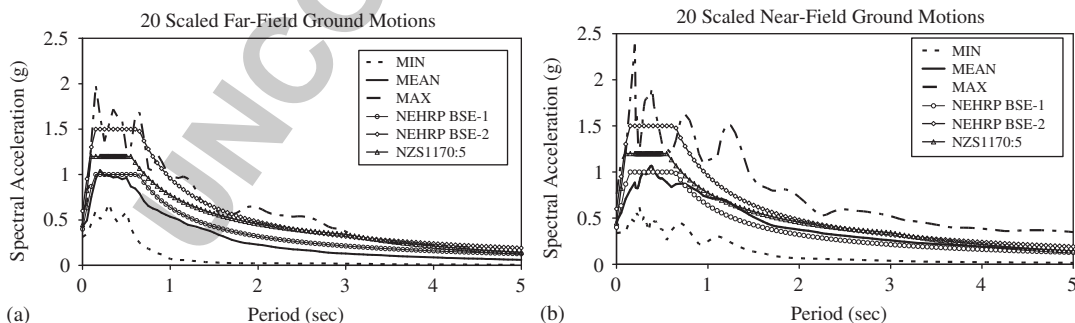 20 Scaled Far-Field Ground Motions
2.5
2
1.5
1
0.5
0
Spectral Acceleration (g)
MIN
MEAN
MAX
NEHRP BSE-1
NEHRP BSE-2
NZS1170:5
0 1 2 3 4 5
Period (sec)
(a)
20 Scaled Near-Field Ground Motions
2.5
2
1.5
1
0.5
0
Spectral Acceleration (g)
MIN
MEAN
MAX
NEHRP BSE-1
NEHRP BSE-2
NZS1170:5
0 1 2 3 4 5
Period (sec)
(b)
UNCO